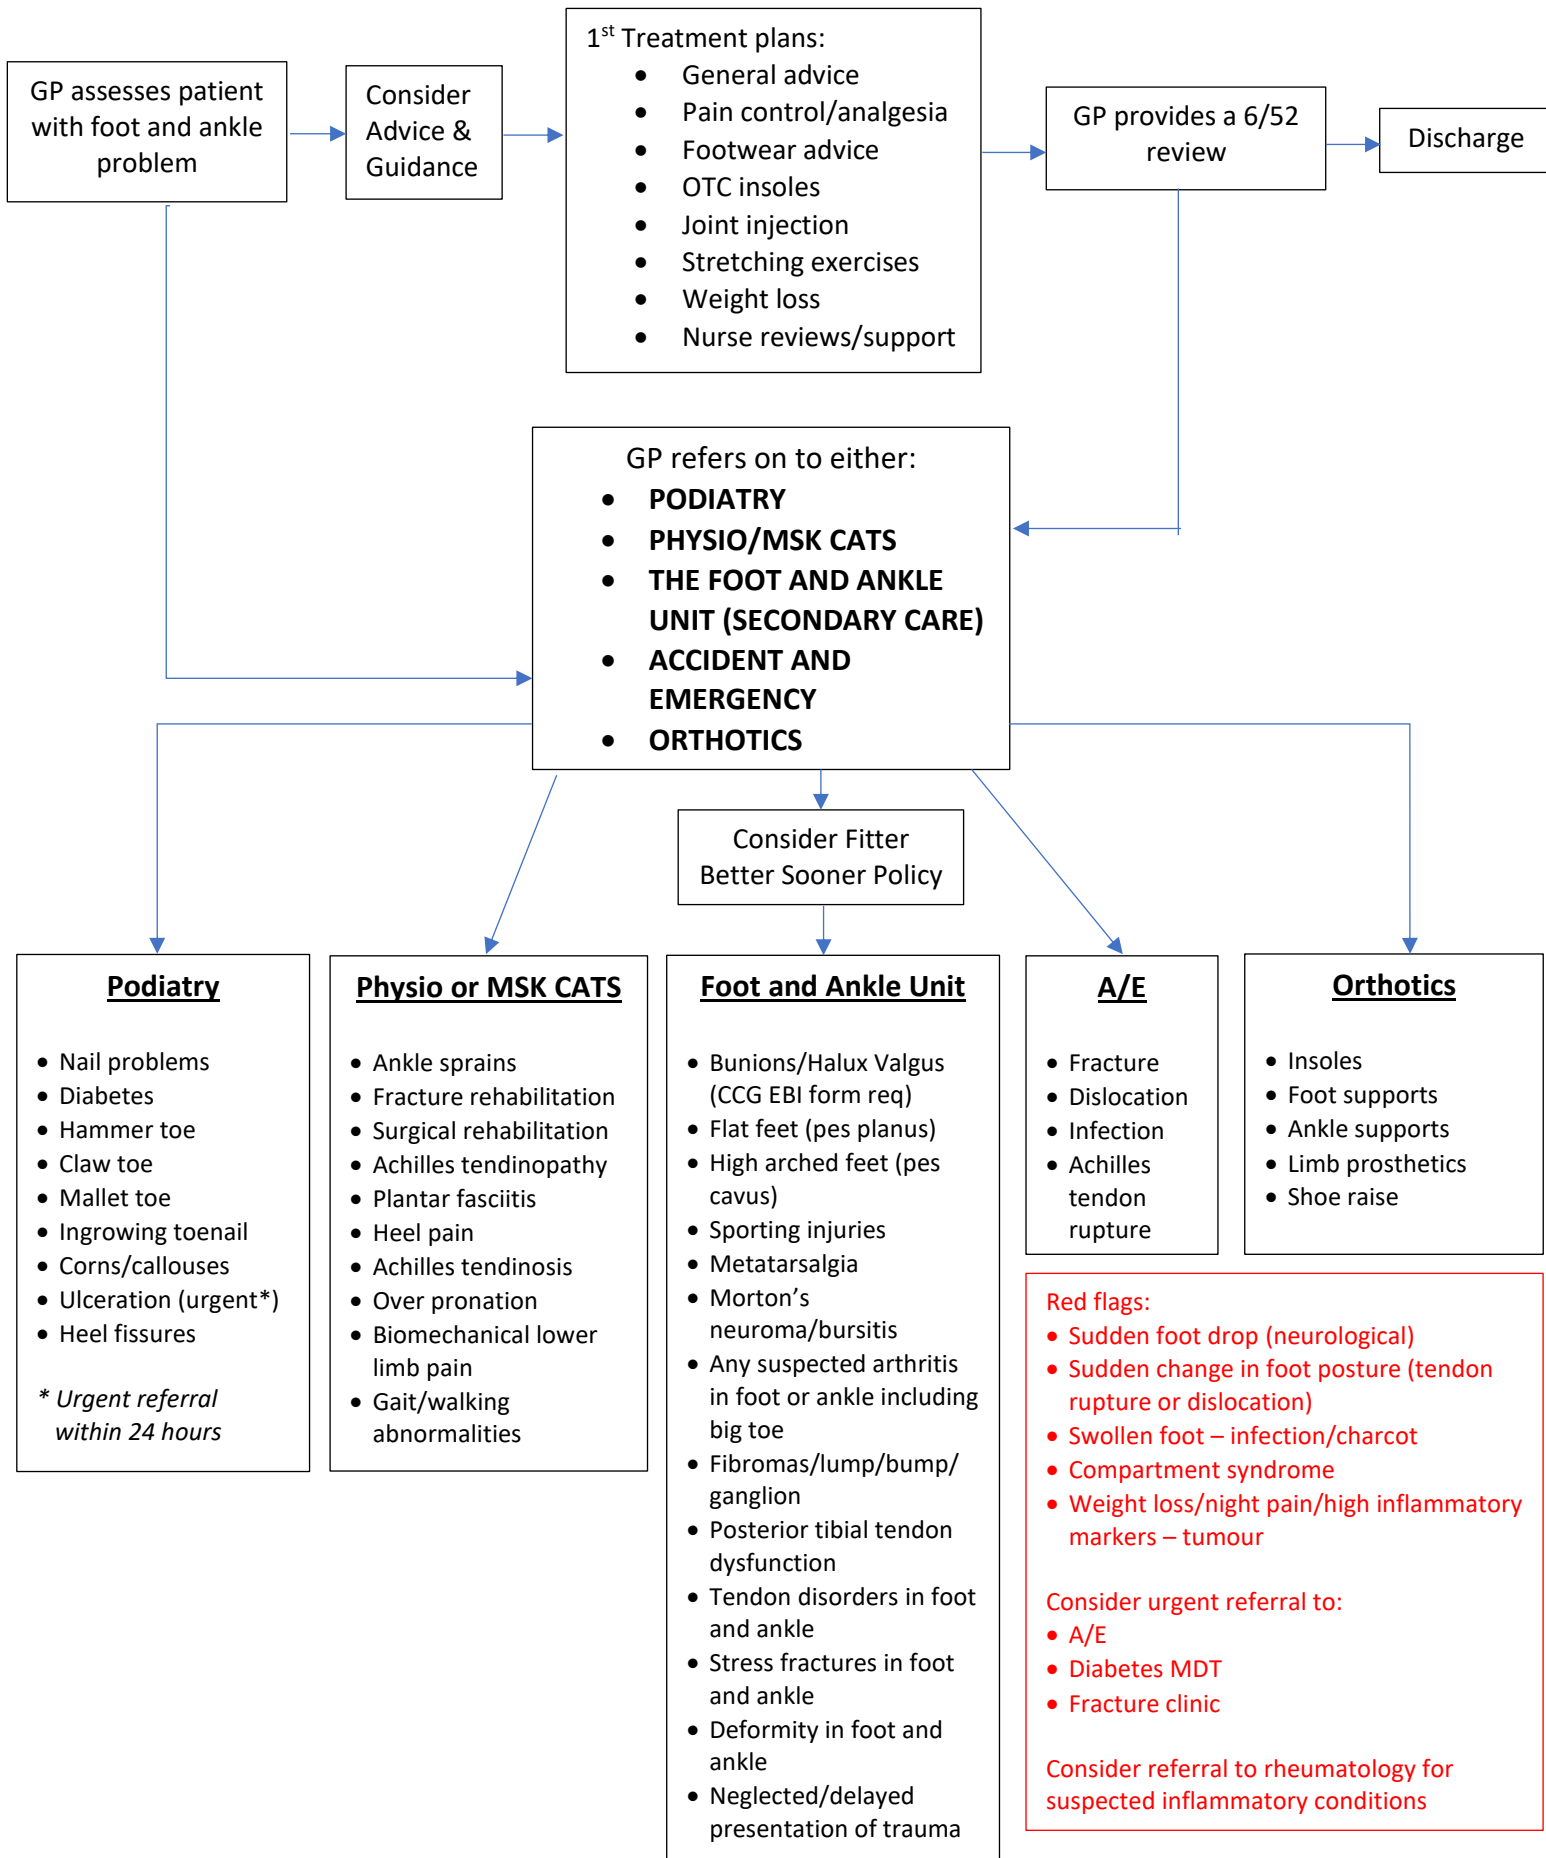 GP assesses patient
with foot and ankle
problem
Consider
Advice &
Guidance
1st Treatment plans:
• General advice
• Pain control/analgesia
• Footwear advice
• OTC insoles
• Joint injection
• Stretching exercises
• Weight loss
• Nurse reviews/support
GP provides a 6/52
review
Discharge
GP refers on to either:
• PODIATRY
• PHYSIO/MSK CATS
• THE FOOT AND ANKLE
UNIT (SECONDARY CARE)
• ACCIDENT AND
EMERGENCY
• ORTHOTICS
Consider Fitter
Better Sooner Policy
Podiatry
• Nail problems
• Diabetes
• Hammer toe
• Claw toe
• Mallet toe
• Ingrowing toenail
• Corns/callouses
• Ulceration (urgent*)
• Heel fissures
* Urgent referral
within 24 hours
Physio or MSK CATS
• Ankle sprains
• Fracture rehabilitation
• Surgical rehabilitation
• Achilles tendinopathy
• Plantar fasciitis
• Heel pain
• Achilles tendinosis
• Over pronation
• Biomechanical lower
limb pain
• Gait/walking
abnormalities
Foot and Ankle Unit
• Bunions/Halux Valgus
(CCG EBI form req)
• Flat feet (pes planus)
• High arched feet (pes
cavus)
• Sporting injuries
• Metatarsalgia
• Morton's
neuroma/bursitis
• Any suspected arthritis
in foot or ankle including
big toe
• Fibromas/lump/bump/
ganglion
• Posterior tibial tendon
dysfunction
• Tendon disorders in foot
and ankle
• Stress fractures in foot
and ankle
• Deformity in foot and
ankle
• Neglected/delayed
presentation of trauma
A/E
• Fracture
• Dislocation
• Infection
• Achilles
tendon
rupture
Orthotics
• Insoles
• Foot supports
• Ankle supports
• Limb prosthetics
• Shoe raise
Red flags:
• Sudden foot drop (neurological)
• Sudden change in foot posture (tendon
rupture or dislocation)
• Swollen foot – infection/charcot
• Compartment syndrome
• Weight loss/night pain/high inflammatory
markers – tumour
Consider urgent referral to:
• A/E
• Diabetes MDT
• Fracture clinic
Consider referral to rheumatology for
suspected inflammatory conditions